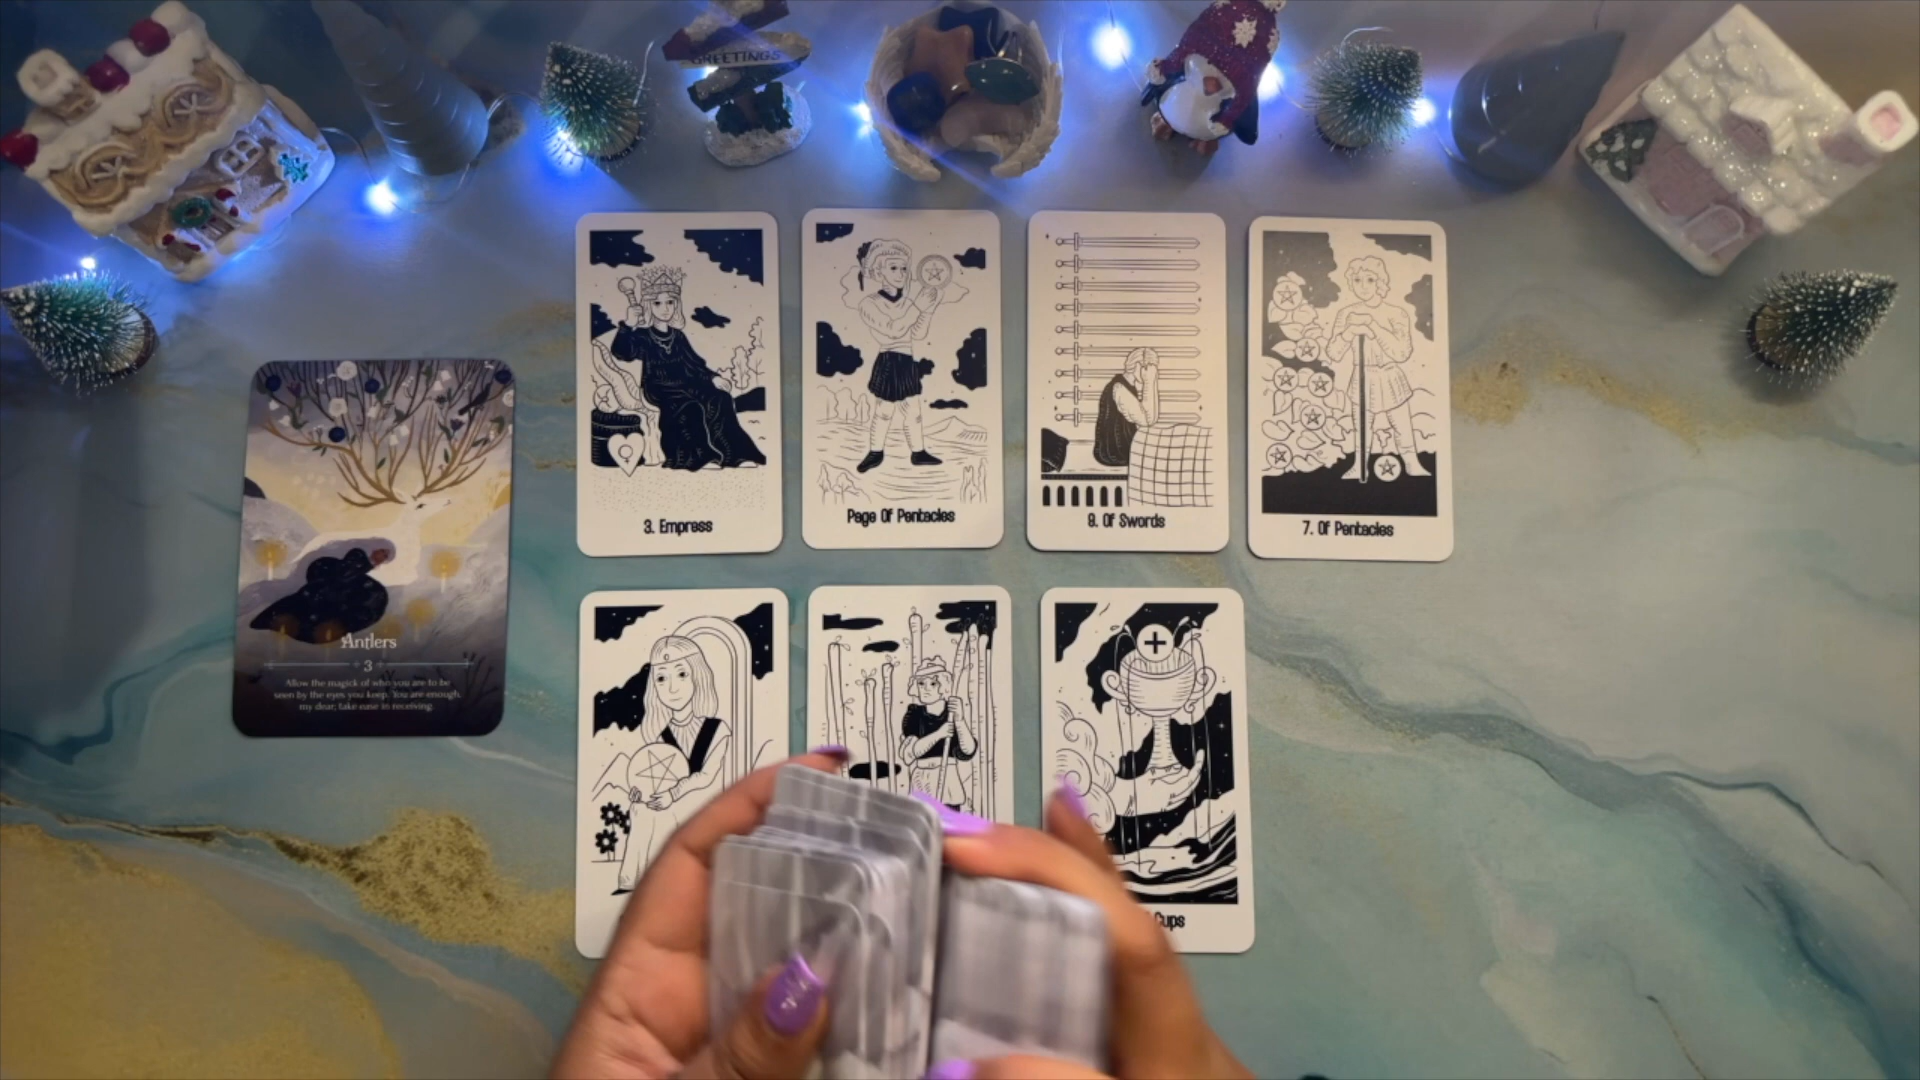 GREETINGS
3. Empress
Page Of Pentacles
9. Of Swords
7. Of Pentacles
Antlers
3
Allow the magick of who you are to be
seen by the eyes you keep. You are enough,
my dear; take ease in receiving.
Cups